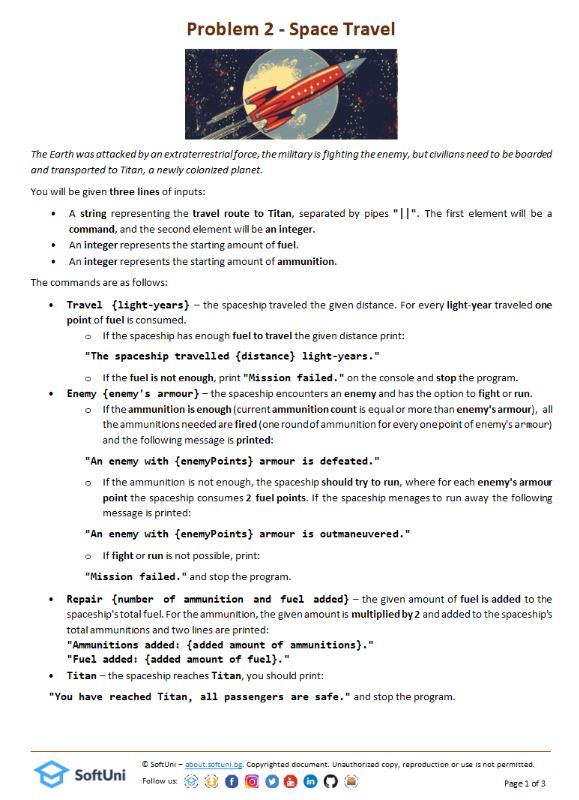 Problem 2 - Space Travel
The Earth was attacked by an extraterrestrial force, the military is fighting the enemy, but civilians need to be boarded
and transported to Titan, a newly colonized planet.
You will be given three lines of inputs:
• A string representing the travel route to Titan, separated by pipes "||". The first element will be a
command, and the second element will be an integer.
• An integer represents the starting amount of fuel.
• An integer represents the starting amount of ammunition.
The commands are as follows:
• Travel {light-years} – the spaceship traveled the given distance. For every light-year traveled one
point of fuel is consumed.
o If the spaceship has enough fuel to travel the given distance print:
"The spaceship travelled {distance} light-years."
o If the fuel is not enough, print "Mission failed." on the console and stop the program.
• Enemy {enemy's armour} – the spaceship encounters an enemy and has the option to fight or run.
o If the ammunition is enough (current ammunition count is equal or more than enemy's armour), all
the ammunitions needed are fired (one round of ammunition for every one point of enemy's armour)
and the following message is printed:
"An enemy with {enemyPoints} armour is defeated."
o If the ammunition is not enough, the spaceship should try to run, where for each enemy's armour
point the spaceship consumes 2 fuel points. If the spaceship menages to run away the following
message is printed:
"An enemy with {enemyPoints} armour is outmaneuvered."
o If fight or run is not possible, print:
"Mission failed." and stop the program.
• Repair {number of ammunition and fuel added} – the given amount of fuel is added to the
spaceship's total fuel. For the ammunition, the given amount is multiplied by 2 and added to the spaceship's
total ammunitions and two lines are printed:
"Ammunitions added: {added amount of ammunitions}."
"Fuel added: {added amount of fuel}."
• Titan – the spaceship reaches Titan, you should print:
"You have reached Titan, all passengers are safe." and stop the program.
SoftUni
© SoftUni – about.softuni.bg. Copyrighted document. Unauthorized copy, reproduction or use is not permitted.
Follow us:
Page 1 of 3